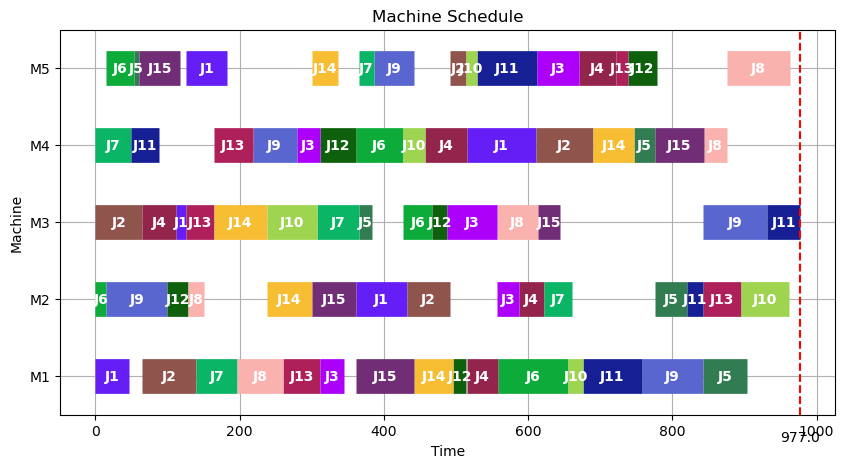 Machine Schedule
M5 J6 J5 J15 J1 J14 J7 J9 J2 J10 J11 J3 J4 J13 J12 J8
M4 J7 J11 J13 J9 J3 J12 J6 J10 J4 J1 J2 J14 J5 J15 J8
Machine
M3 J2 J4 J1 J13 J14 J10 J7 J5 J6 J12 J3 J8 J15 J9 J11
M2 J6 J9 J12 J8 J14 J15 J1 J2 J3 J4 J7 J5 J11 J13 J10
M1 J1 J2 J7 J8 J13 J3 J15 J14 J12 J4 J6 J10 J11 J9 J5
0 200 400 600 800 1000
977.0
Time